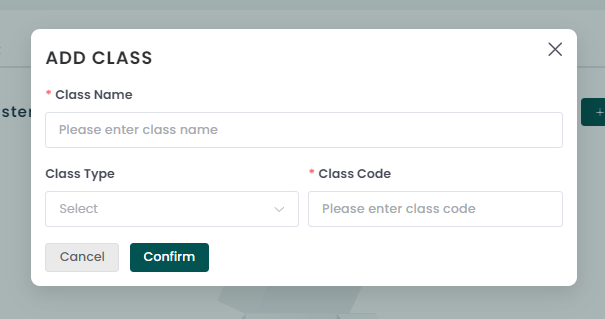 ADD CLASS
* Class Name
Please enter class name
Class Type
* Class Code
Select
Please enter class code
Cancel
Confirm
+